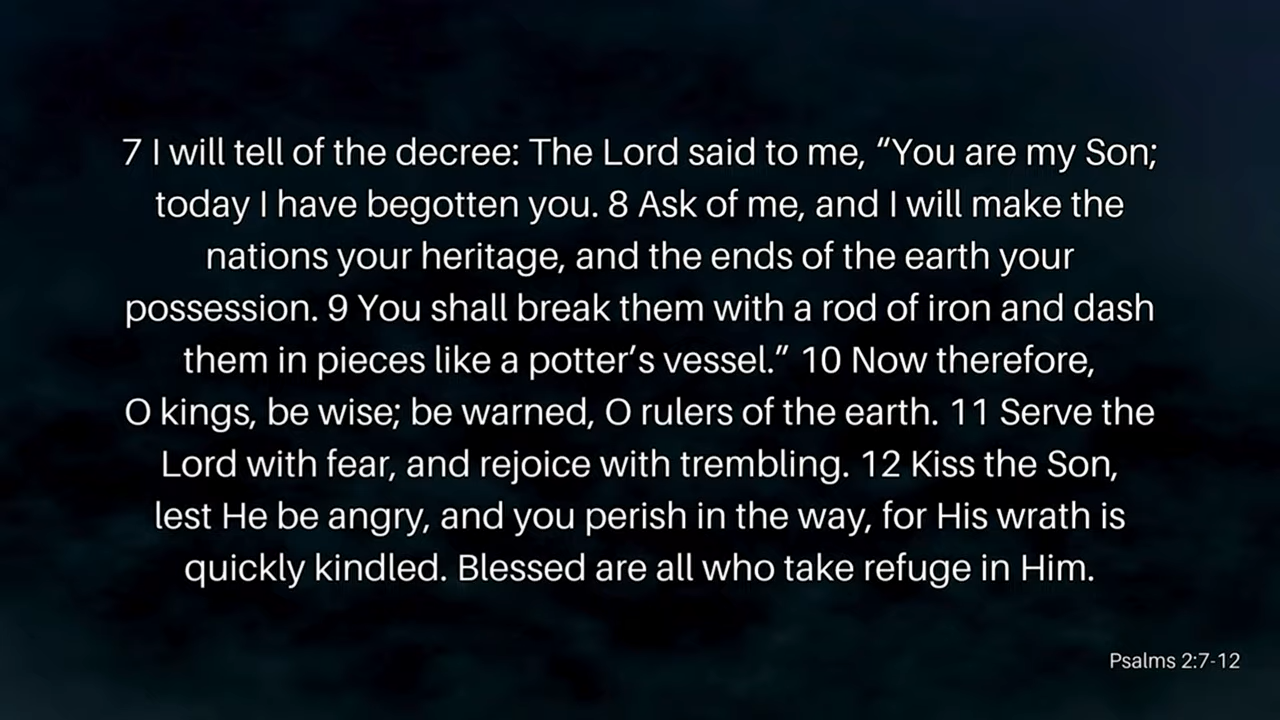 7 I will tell of the decree: The Lord said to me, “You are my Son;
today I have begotten you. 8 Ask of me, and I will make the
nations your heritage, and the ends of the earth your
possession. 9 You shall break them with a rod of iron and dash
them in pieces like a potter’s vessel.” 10 Now therefore,
O kings, be wise; be warned, O rulers of the earth. 11 Serve the
Lord with fear, and rejoice with trembling. 12 Kiss the Son,
lest He be angry, and you perish in the way, for His wrath is
quickly kindled. Blessed are all who take refuge in Him.
Psalms 2:7-12